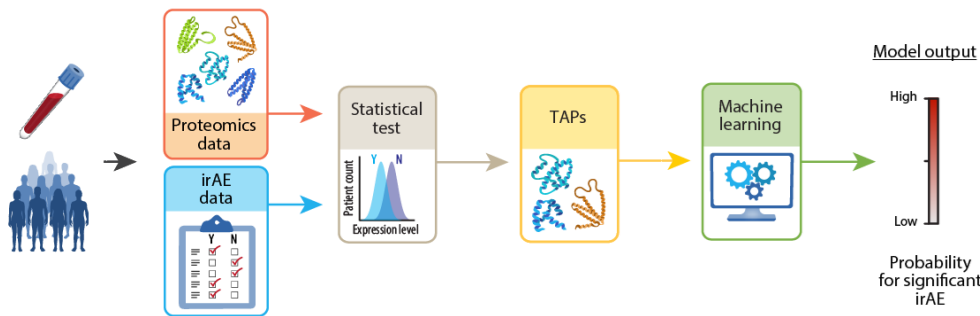 Proteomics
data
irAE
data
Y N
Statistical
test
Y N
Patient count
Expression level
TAPs
Machine
learning
Model output
High
Low
Probability
for significant
irAE